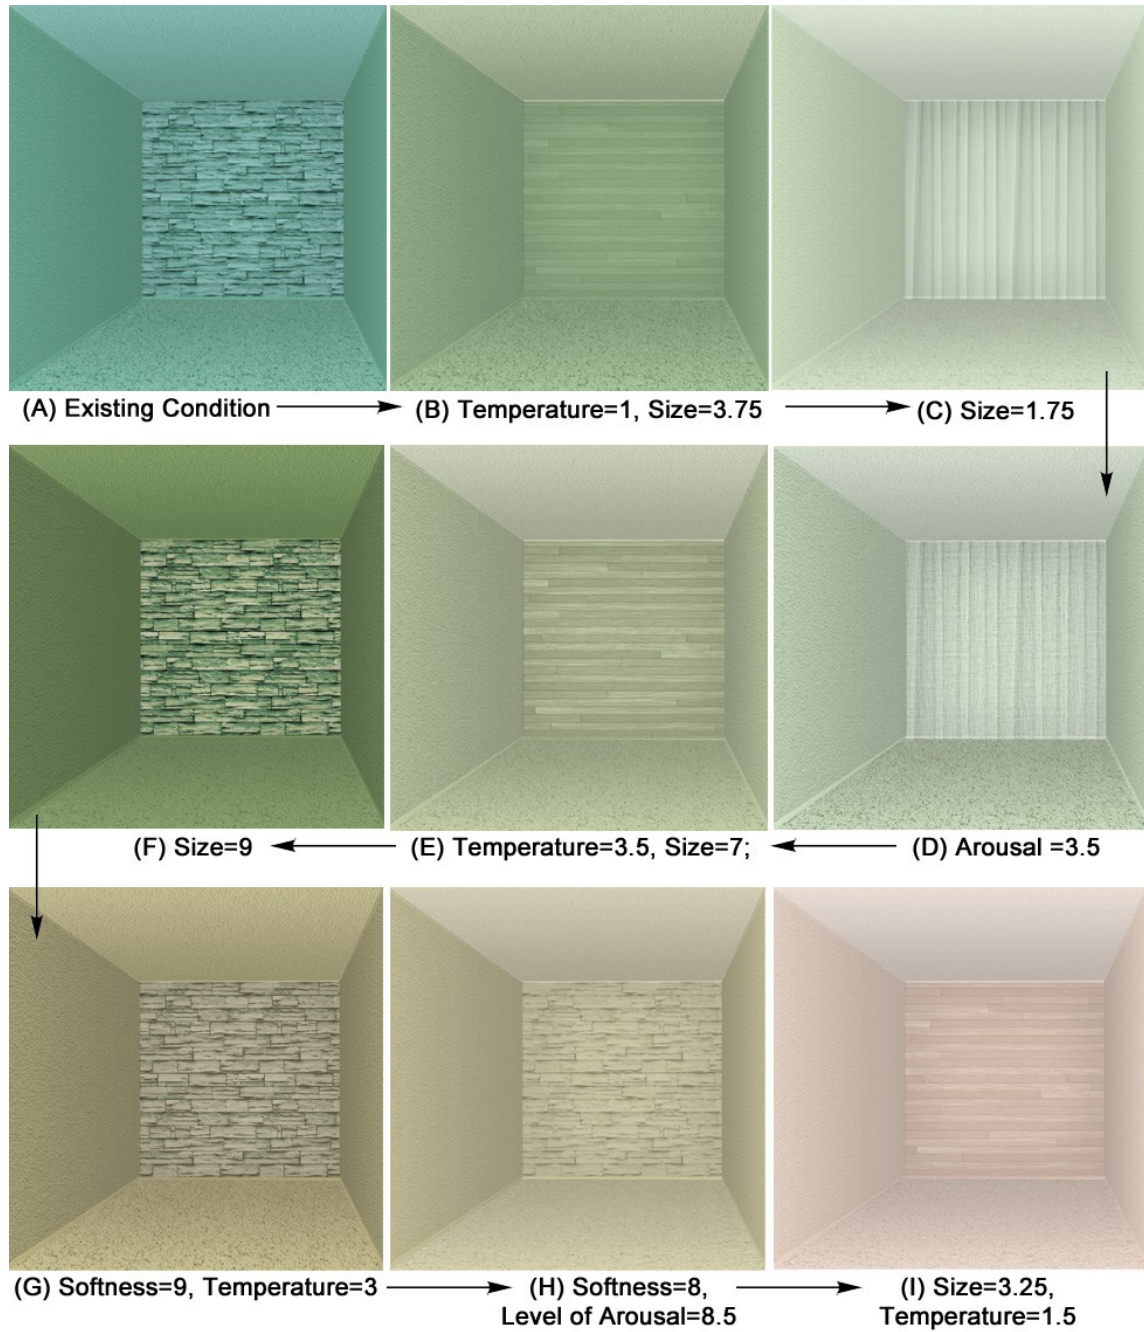 (A) Existing Condition
(B) Temperature=1, Size=3.75
(C) Size=1.75
(F) Size=9
(E) Temperature=3.5, Size=7;
(D) Arousal =3.5
(G) Softness=9, Temperature=3
(H) Softness=8,
Level of Arousal=8.5
(I) Size=3.25,
Temperature=1.5